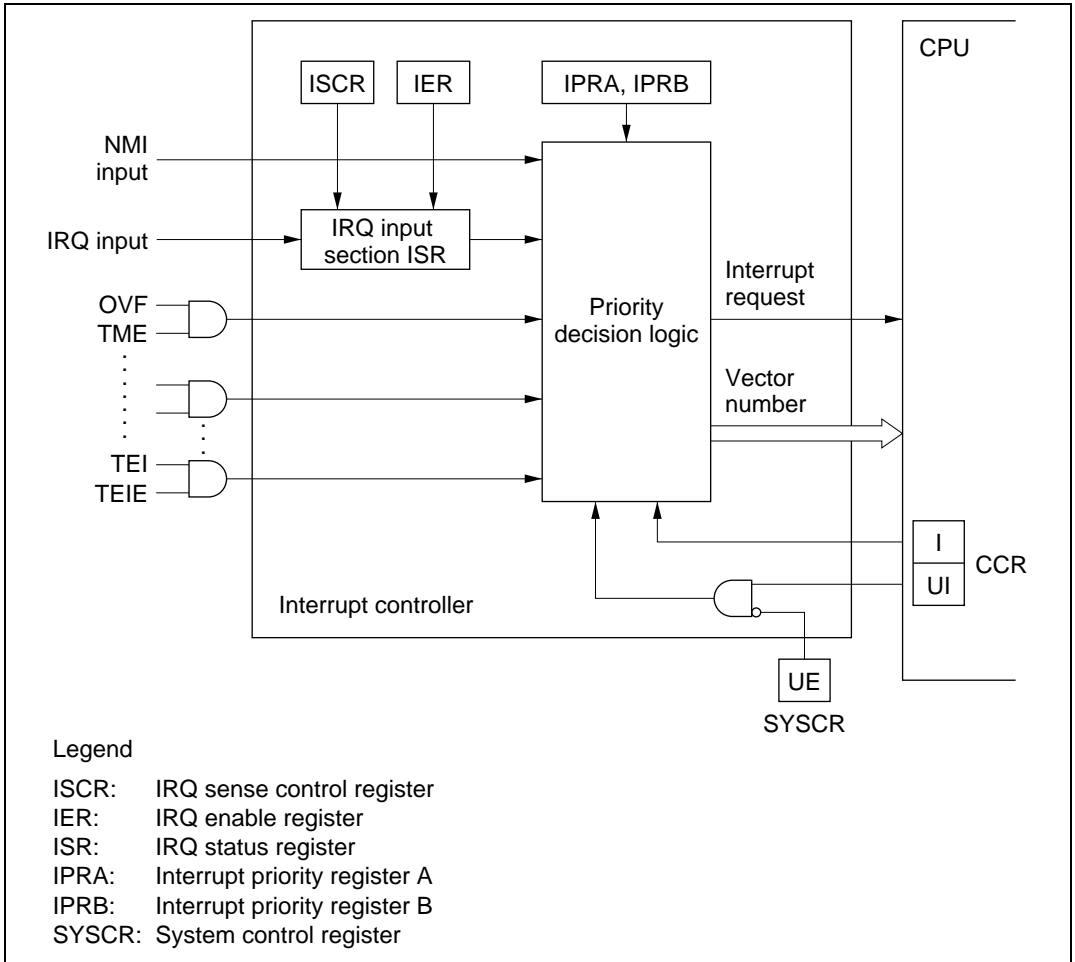 CPU
ISCR
IER
IPRA, IPRB
NMI
input
IRQ input
IRQ input
section ISR
Interrupt
request
OVF
TME
Priority
decision logic
Vector
number
TEI
TEIE
I
UI
CCR
Interrupt controller
UE
SYSCR
Legend
ISCR: IRQ sense control register
IER: IRQ enable register
ISR: IRQ status register
IPRA: Interrupt priority register A
IPRB: Interrupt priority register B
SYSCR: System control register